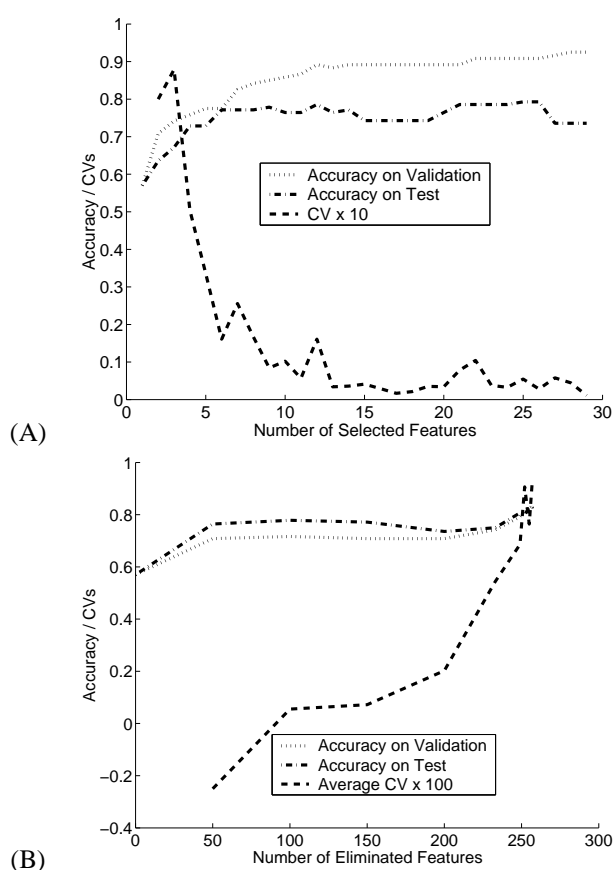 1
0.9
0.8
0.7
0.6
0.5
0.4
0.3
0.2
0.1
0
Accuracy / CVs
Accuracy on Validation
Accuracy on Test
CV x 10
0 5 10 15 20 25 30
Number of Selected Features
(A)
1
0.8
0.6
0.4
0.2
0
−0.2
−0.4
Accuracy / CVs
Accuracy on Validation
Accuracy on Test
Average CV x 100
0 50 100 150 200 250 300
Number of Eliminated Features
(B)